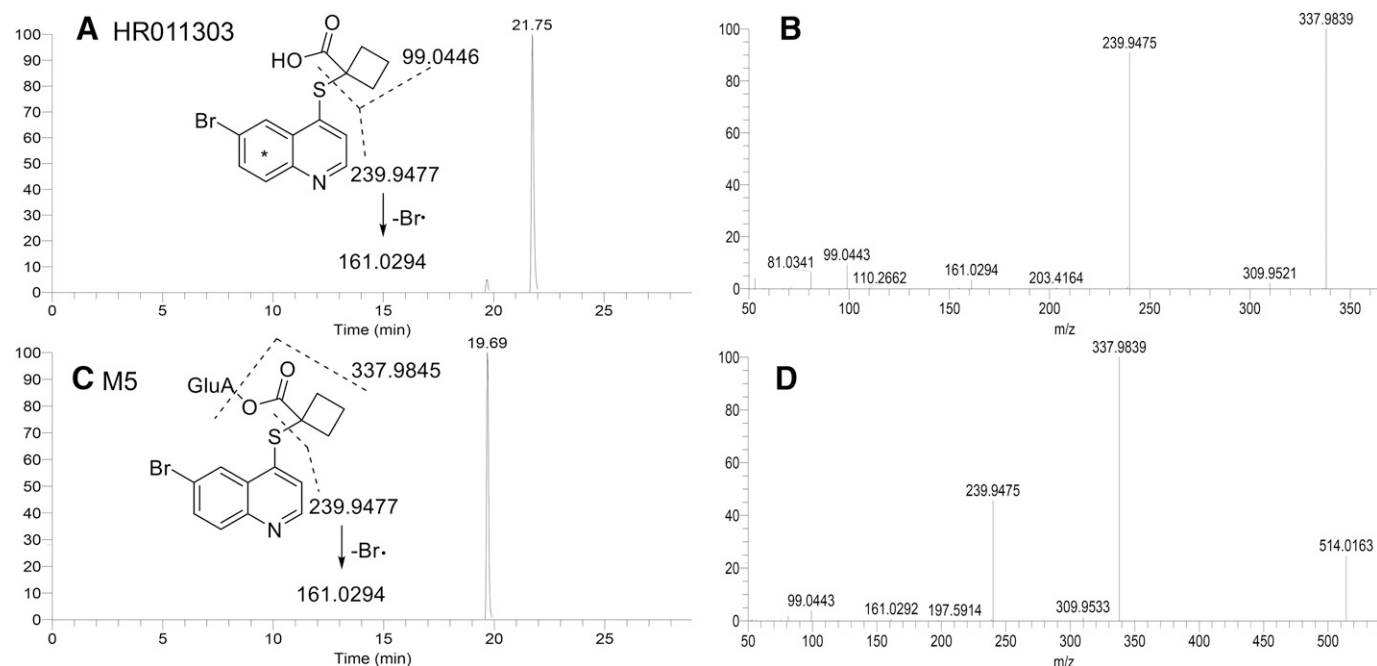 A HR011303
O
HO
S
Br
*
N
99.0446
239.9477
-Br•
161.0294
21.75
100
90
80
70
60
50
40
30
20
10
0
0 5 10 15 20 25
Time (min)
B
337.9839
239.9475
81.0341
99.0443
110.2662
161.0294
203.4164
309.9521
100
80
60
40
20
0
50 100 150 200 250 300 350
m/z
C M5
GluA
O
O
S
Br
N
337.9845
239.9477
-Br•
161.0294
19.69
100
90
80
70
60
50
40
30
20
10
0
0 5 10 15 20 25
Time (min)
D
337.9839
239.9475
514.0163
99.0443
161.0292
197.5914
309.9533
100
80
60
40
20
0
50 100 150 200 250 300 350 400 450 500
m/z